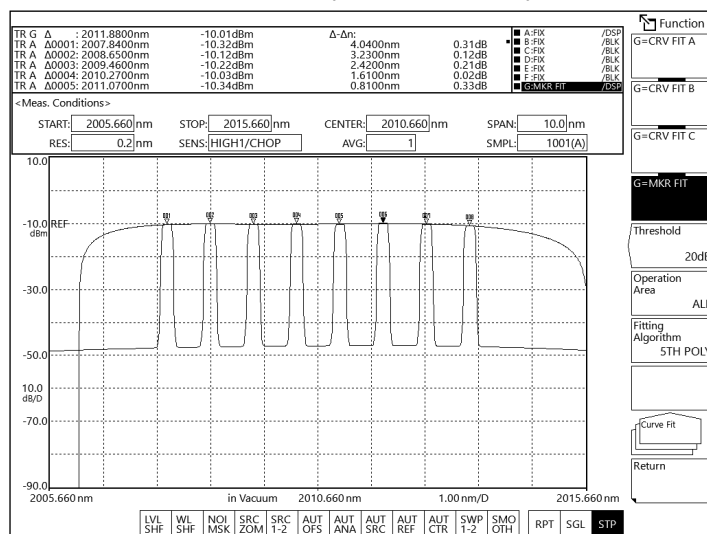 TR G Δ : 2011.8800nm -10.01dBm Δ-Δn:
TR A Δ0001: 2007.8400nm -10.32dBm 4.0400nm 0.31dB
TR A Δ0002: 2008.6500nm -10.12dBm 3.2300nm 0.12dB
TR A Δ0003: 2009.4600nm -10.22dBm 2.4200nm 0.21dB
TR A Δ0004: 2010.2700nm -10.03dBm 1.6100nm 0.02dB
TR A Δ0005: 2011.0700nm -10.34dBm 0.8100nm 0.33dB
A:FIX /DSP
B:FIX /BLK
C:FIX /BLK
D:FIX /BLK
E:FIX /BLK
F:FIX /BLK
G:MKR FIT /DSP
<Meas. Conditions>
START: 2005.660 nm STOP: 2015.660 nm CENTER: 2010.660 nm SPAN: 10.0 nm
RES: 0.2 nm SENS: HIGH1/CHOP AVG: 1 SMPL: 1001(A)
10.0
001 002 003 004 005 006 007 008
-10.0 REF
dBm
-30.0
-50.0
10.0
dB/D
-70.0
-90.0
2005.660 nm in Vacuum 2010.660 nm 1.00 nm/D 2015.660 nm
LVL SHF
WL SHF
NOI MSK
SRC ZOM
SRC 1-2
AUT OFS
AUT ANA
AUT SRC
AUT REF
AUT CTR
SWP 1-2
SMO OTH
RPT SGL STP
Function
G=CRV FIT A
G=CRV FIT B
G=CRV FIT C
G=MKR FIT
Threshold
Operation
Area
Fitting
Algorithm
Curve Fit
Return